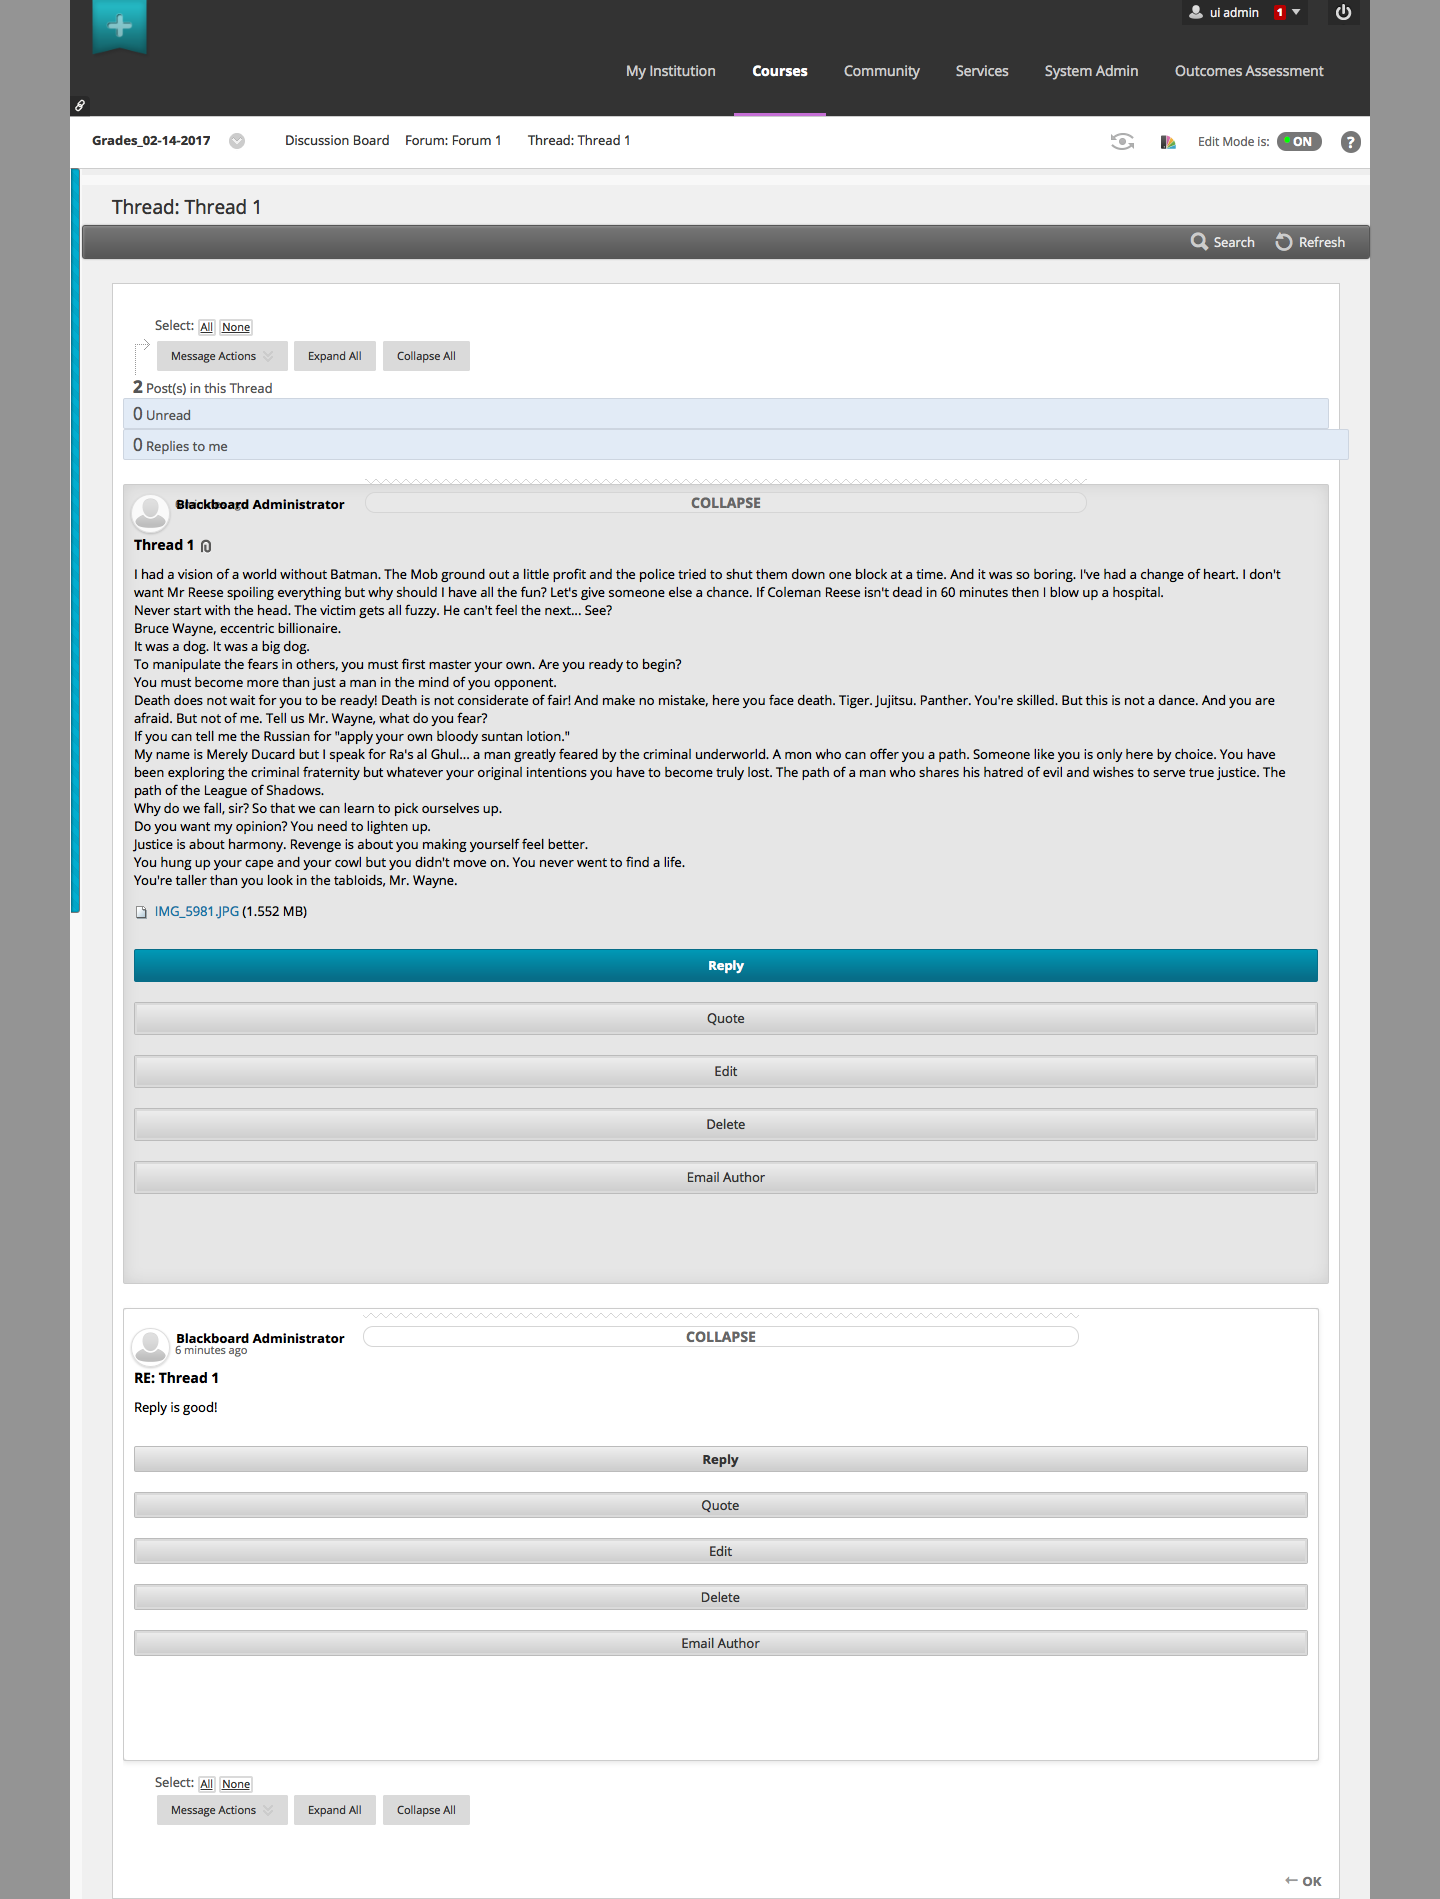 ui admin 1
My Institution Courses Community Services System Admin Outcomes Assessment
Grades_02-14-2017 Discussion Board Forum: Forum 1 Thread: Thread 1 Edit Mode is: ON ?
Thread: Thread 1
Search Refresh
Select: All None
Message Actions Expand All Collapse All
2 Post(s) in this Thread
0 Unread
0 Replies to me
Blackboard Administrator COLLAPSE
Thread 1
I had a vision of a world without Batman. The Mob ground out a little profit and the police tried to shut them down one block at a time. And it was so boring. I've had a change of heart. I don't
want Mr Reese spoiling everything but why should I have all the fun? Let's give someone else a chance. If Coleman Reese isn't dead in 60 minutes then I blow up a hospital.
Never start with the head. The victim gets all fuzzy. He can't feel the next... See?
Bruce Wayne, eccentric billionaire.
It was a dog. It was a big dog.
To manipulate the fears in others, you must first master your own. Are you ready to begin?
You must become more than just a man in the mind of you opponent.
Death does not wait for you to be ready! Death is not considerate of fair! And make no mistake, here you face death. Tiger. Jujitsu. Panther. You're skilled. But this is not a dance. And you are
afraid. But not of me. Tell us Mr. Wayne, what do you fear?
If you can tell me the Russian for "apply your own bloody suntan lotion."
My name is Merely Ducard but I speak for Ra's al Ghul... a man greatly feared by the criminal underworld. A mon who can offer you a path. Someone like you is only here by choice. You have
been exploring the criminal fraternity but whatever your original intentions you have to become truly lost. The path of a man who shares his hatred of evil and wishes to serve true justice. The
path of the League of Shadows.
Why do we fall, sir? So that we can learn to pick ourselves up.
Do you want my opinion? You need to lighten up.
Justice is about harmony. Revenge is about you making yourself feel better.
You hung up your cape and your cowl but you didn't move on. You never went to find a life.
You're taller than you look in the tabloids, Mr. Wayne.
IMG_5981.JPG (1.552 MB)
Reply
Quote
Edit
Delete
Email Author
Blackboard Administrator COLLAPSE
6 minutes ago
RE: Thread 1
Reply is good!
Reply
Quote
Edit
Delete
Email Author
Select: All None
Message Actions Expand All Collapse All
← OK